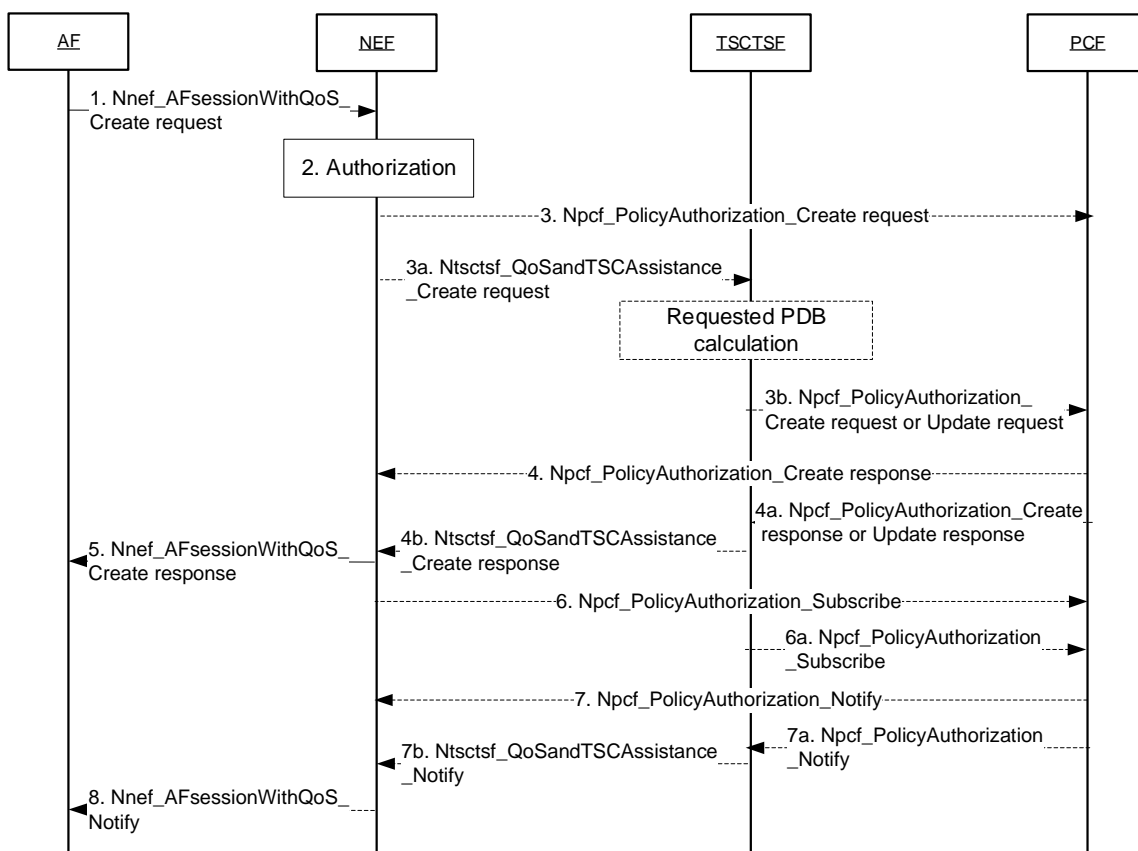 AF
NEF
TSCTSF
PCF
1. Nnef_AFsessionWithQoS_
Create request
2. Authorization
3. Npcf_PolicyAuthorization_Create request
3a. Ntsctsf_QoSandTSCAssistance
_Create request
Requested PDB
calculation
3b. Npcf_PolicyAuthorization_
Create request or Update request
4. Npcf_PolicyAuthorization_Create response
4a. Npcf_PolicyAuthorization_Create
response or Update response
4b. Ntsctsf_QoSandTSCAssistance
_Create response
5. Nnef_AFsessionWithQoS_
Create response
6. Npcf_PolicyAuthorization_Subscribe
6a. Npcf_PolicyAuthorization
_Subscribe
7. Npcf_PolicyAuthorization_Notify
7a. Npcf_PolicyAuthorization
_Notify
7b. Ntsctsf_QoSandTSCAssistance
_Notify
8. Nnef_AFsessionWithQoS_
Notify